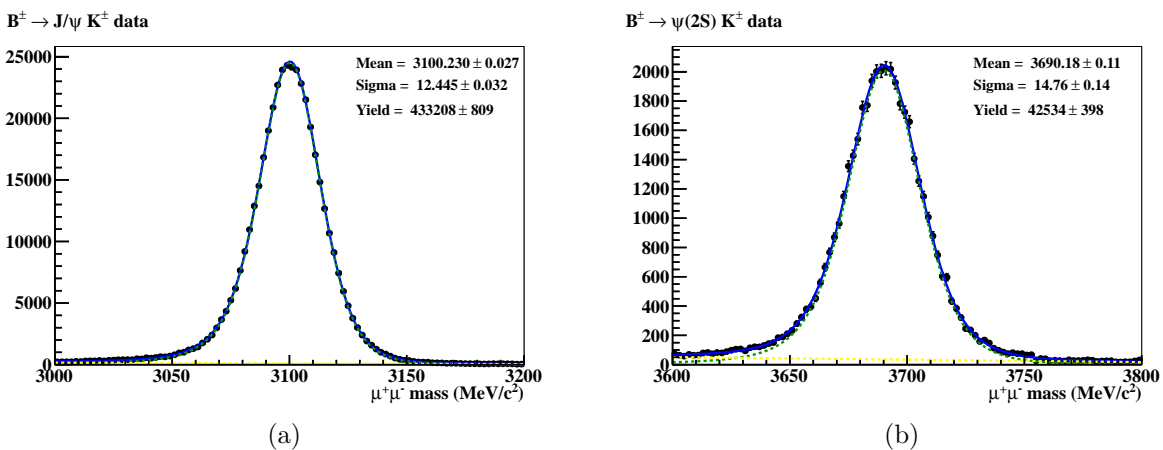 B± → J/ψ K± data
25000
20000
15000
10000
5000
0
3000 3050 3100 3150 3200
μ+μ- mass (MeV/c²)
Mean = 3100.230 ± 0.027
Sigma = 12.445 ± 0.032
Yield = 433208 ± 809
(a)
B± → ψ(2S) K± data
2000
1800
1600
1400
1200
1000
800
600
400
200
0
3600 3650 3700 3750 3800
μ+μ- mass (MeV/c²)
Mean = 3690.18 ± 0.11
Sigma = 14.76 ± 0.14
Yield = 42534 ± 398
(b)